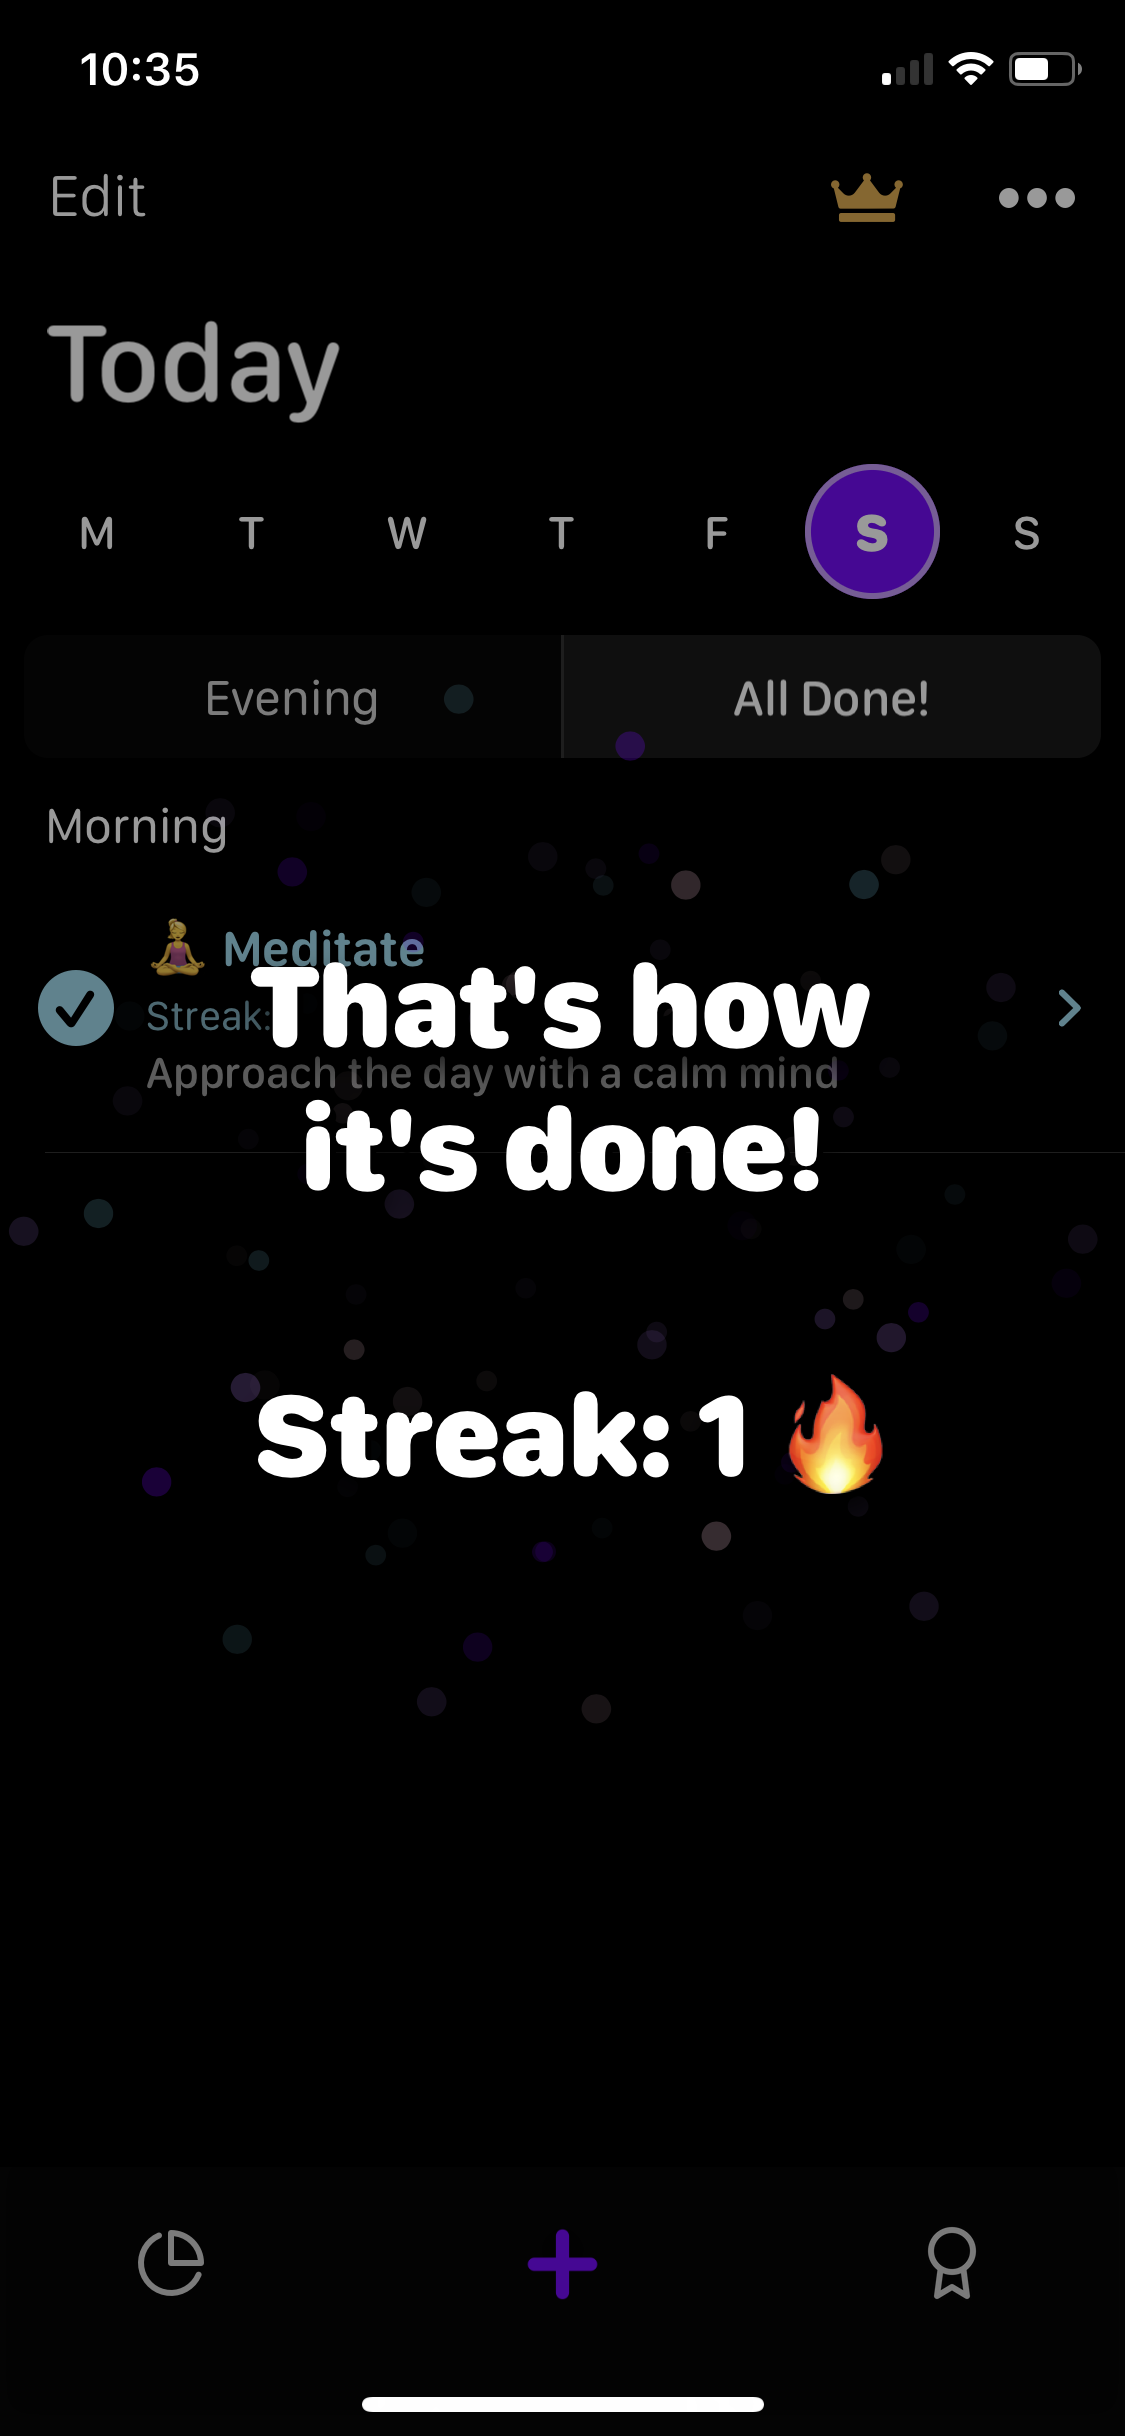 10:35
Edit
Today
M T W T F S S
Evening
All Done!
Morning
Meditate
Streak:
Approach the day with a calm mind
That's how
it's done!
Streak: 1